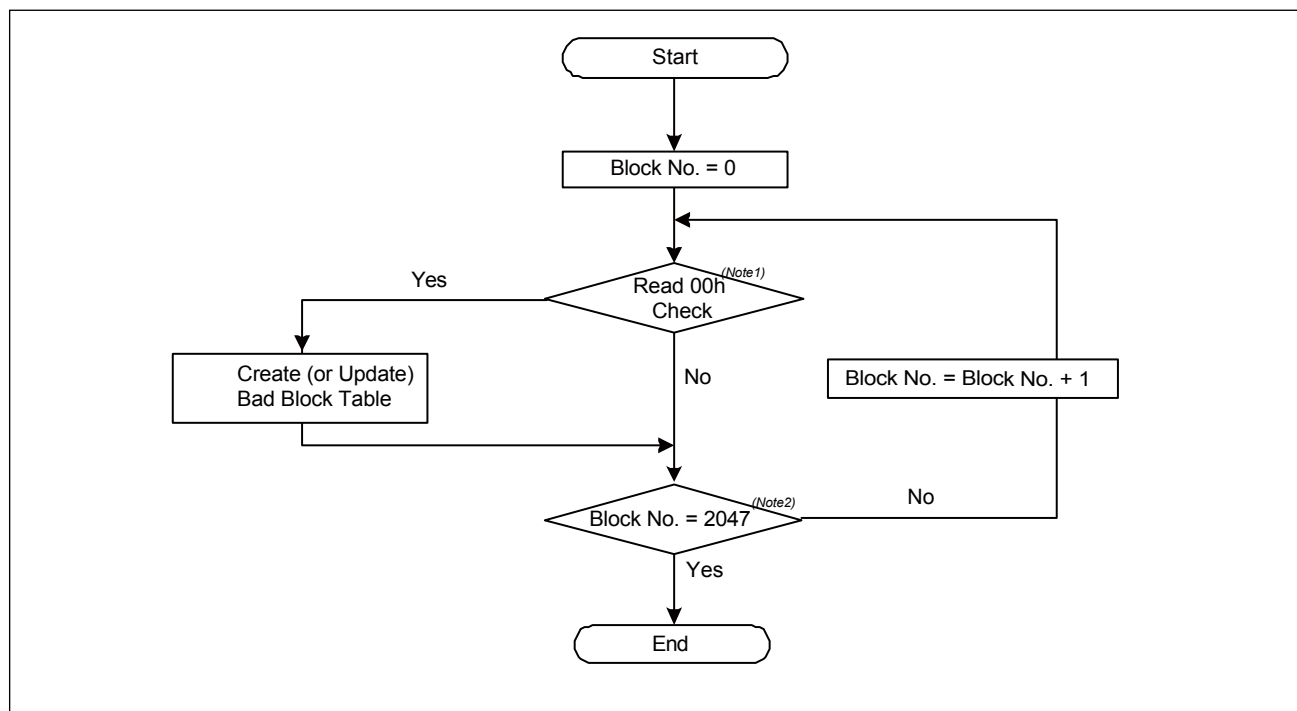 Start
Block No. = 0
(Note1)
Yes
Read 00h
Check
Create (or Update)
Bad Block Table
No
Block No. = Block No. + 1
(Note2)
No
Block No. = 2047
Yes
End